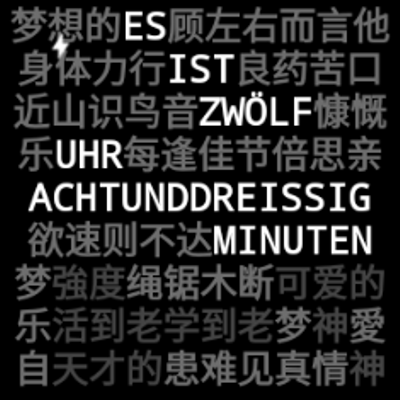 梦想的ES顾左右而言他
身体力行IST良药苦口
近山识鸟音ZWÖLF慷慨
乐UHR每逢佳节倍思亲
ACHTUNDDREISSIG
欲速则不达MINUTEN
梦強度绳锯木断可爱的
乐活到老学到老梦神愛
自天才的患难见真情神